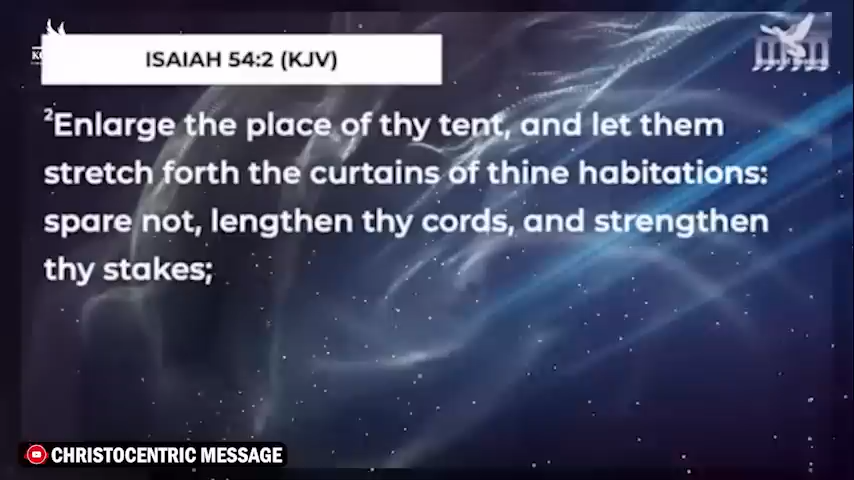 ISAIAH 54:2 (KJV)
²Enlarge the place of thy tent, and let them
stretch forth the curtains of thine habitations:
spare not, lengthen thy cords, and strengthen
thy stakes;
CHRISTOCENTRIC MESSAGE